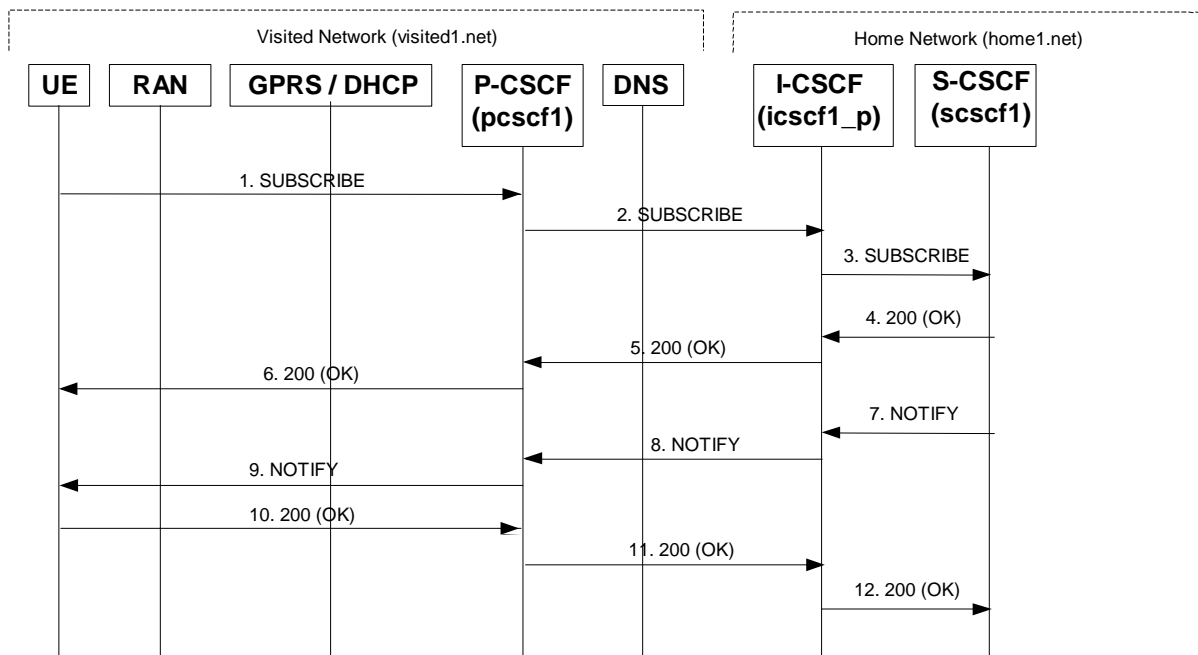 Visited Network (visited1.net)
Home Network (home1.net)
UE
RAN
GPRS / DHCP
P-CSCF
(pcscf1)
DNS
I-CSCF
(icscf1_p)
S-CSCF
(scscf1)
1. SUBSCRIBE
2. SUBSCRIBE
3. SUBSCRIBE
4. 200 (OK)
5. 200 (OK)
6. 200 (OK)
7. NOTIFY
8. NOTIFY
9. NOTIFY
10. 200 (OK)
11. 200 (OK)
12. 200 (OK)